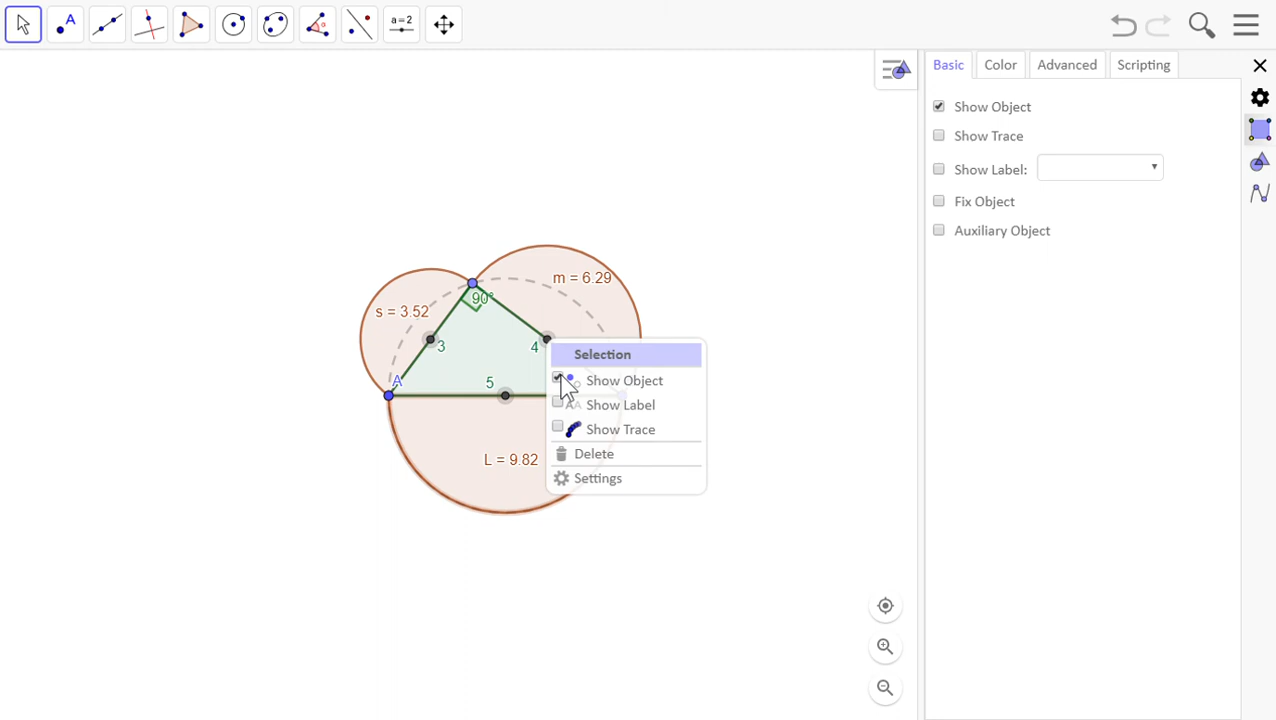 A
a=2
Basic
Color
Advanced
Scripting
Show Object
Show Trace
Show Label:
Fix Object
Auxiliary Object
m = 6.29
90°
s = 3.52
3
4
A
5
L = 9.82
Selection
Show Object
AA Show Label
Show Trace
Delete
Settings